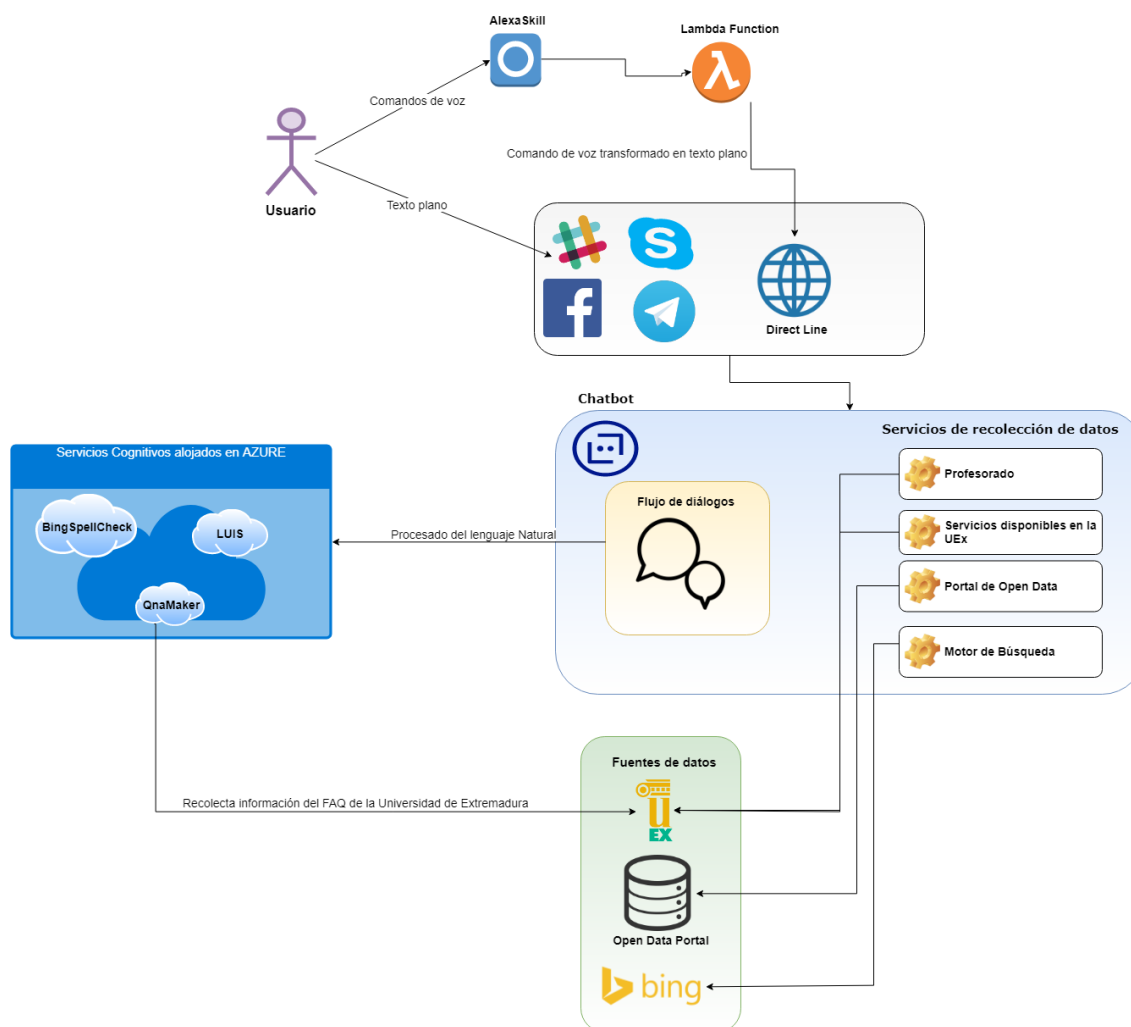 AlexaSkill
Lambda Function
Comandos de voz
Comando de voz transformado en texto plano
Usuario
Texto plano
Direct Line
Chatbot
Servicios de recolección de datos
Servicios Cognitivos alojados en AZURE
Profesorado
Flujo de diálogos
BingSpellCheck
LUIS
Procesado del lenguaje Natural
Servicios disponibles en la
UEx
Portal de Open Data
QnaMaker
Motor de Búsqueda
Fuentes de datos
Recolecta información del FAQ de la Universidad de Extremadura
u
EX
Open Data Portal
bing